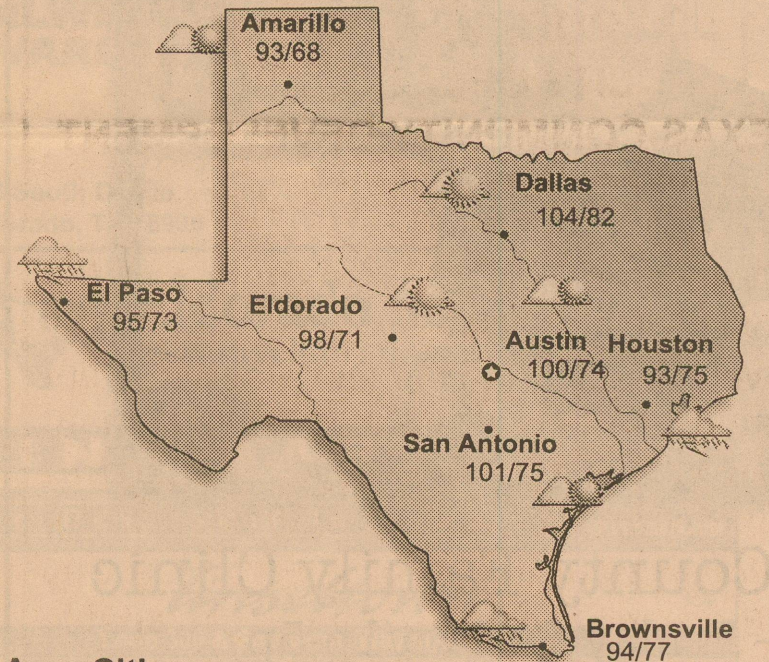 Amarillo
93/68
Dallas
104/82
El Paso
95/73
Eldorado
98/71
Austin
100/74
Houston
93/75
San Antonio
101/75
Brownsville
94/77